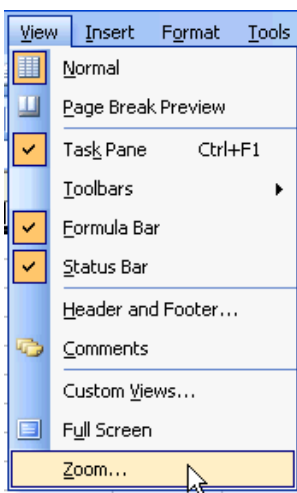 View Insert Format Tools
Normal
Page Break Preview
Task Pane Ctrl+F1
Toolbars
Formula Bar
Status Bar
Header and Footer...
Comments
Custom Views...
Full Screen
Zoom...